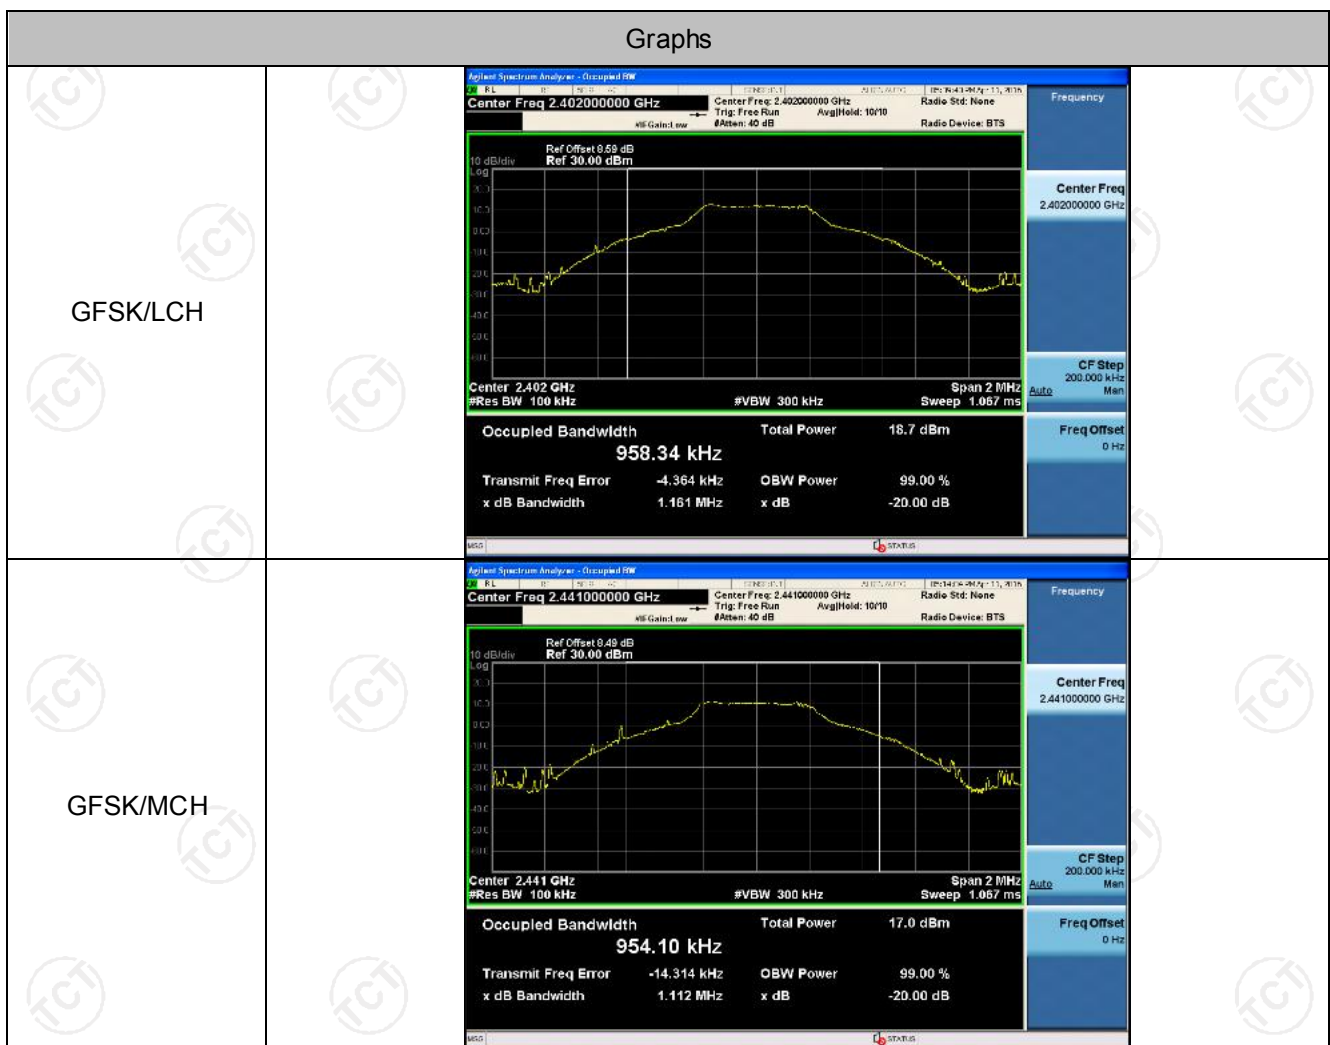 Graphs
GFSK/LCH
Agilent Spectrum Analyzer - Occupied BW
RL
Center Freq 2.402000000 GHz
Center Freq: 2.402000000 GHz
Radio Std: None
Trig: Free Run
Avg|Hold: 10/10
#IFGain:Low
#Atten: 40 dB
Radio Device: BTS
Frequency
Ref Offset 8.59 dB
10 dB/div
Ref 30.00 dBm
Log
Center Freq
2.402000000 GHz
Center 2.402 GHz
Span 2 MHz
#Res BW 100 kHz
#VBW 300 kHz
Sweep 1.067 ms
CF Step
200.000 kHz
Auto
Man
Occupied Bandwidth
Total Power
18.7 dBm
958.34 kHz
Freq Offset
0 Hz
Transmit Freq Error
-4.364 kHz
OBW Power
99.00 %
x dB Bandwidth
1.161 MHz
x dB
-20.00 dB
MSG
STATUS
GFSK/MCH
Agilent Spectrum Analyzer - Occupied BW
RL
Center Freq 2.441000000 GHz
Center Freq: 2.441000000 GHz
Radio Std: None
Trig: Free Run
Avg|Hold: 10/10
#IFGain:Low
#Atten: 40 dB
Radio Device: BTS
Frequency
Ref Offset 8.49 dB
10 dB/div
Ref 30.00 dBm
Log
Center Freq
2.441000000 GHz
Center 2.441 GHz
Span 2 MHz
#Res BW 100 kHz
#VBW 300 kHz
Sweep 1.067 ms
CF Step
200.000 kHz
Auto
Man
Occupied Bandwidth
Total Power
17.0 dBm
954.10 kHz
Freq Offset
0 Hz
Transmit Freq Error
-14.314 kHz
OBW Power
99.00 %
x dB Bandwidth
1.112 MHz
x dB
-20.00 dB
MSG
STATUS
TCT